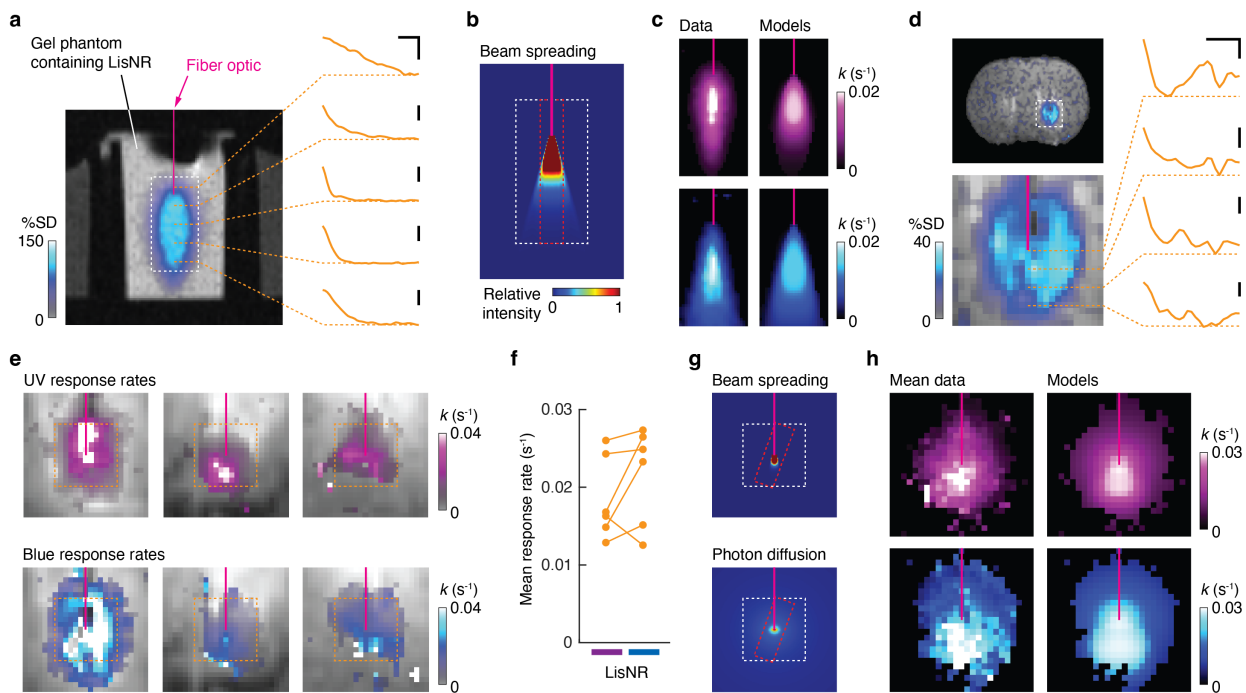 a
Gel phantom
containing LisNR
Fiber optic
%SD
150
0
b
Beam spreading
Relative
intensity
0
1
c
Data
Models
k (s⁻¹)
0.02
0
k (s⁻¹)
0.02
0
d
%SD
40
0
e
UV response rates
k (s⁻¹)
0.04
0
Blue response rates
k (s⁻¹)
0.04
0
f
Mean response rate (s⁻¹)
0.03
0.02
0.01
0
LisNR
g
Beam spreading
Photon diffusion
h
Mean data
Models
k (s⁻¹)
0.03
0
k (s⁻¹)
0.03
0